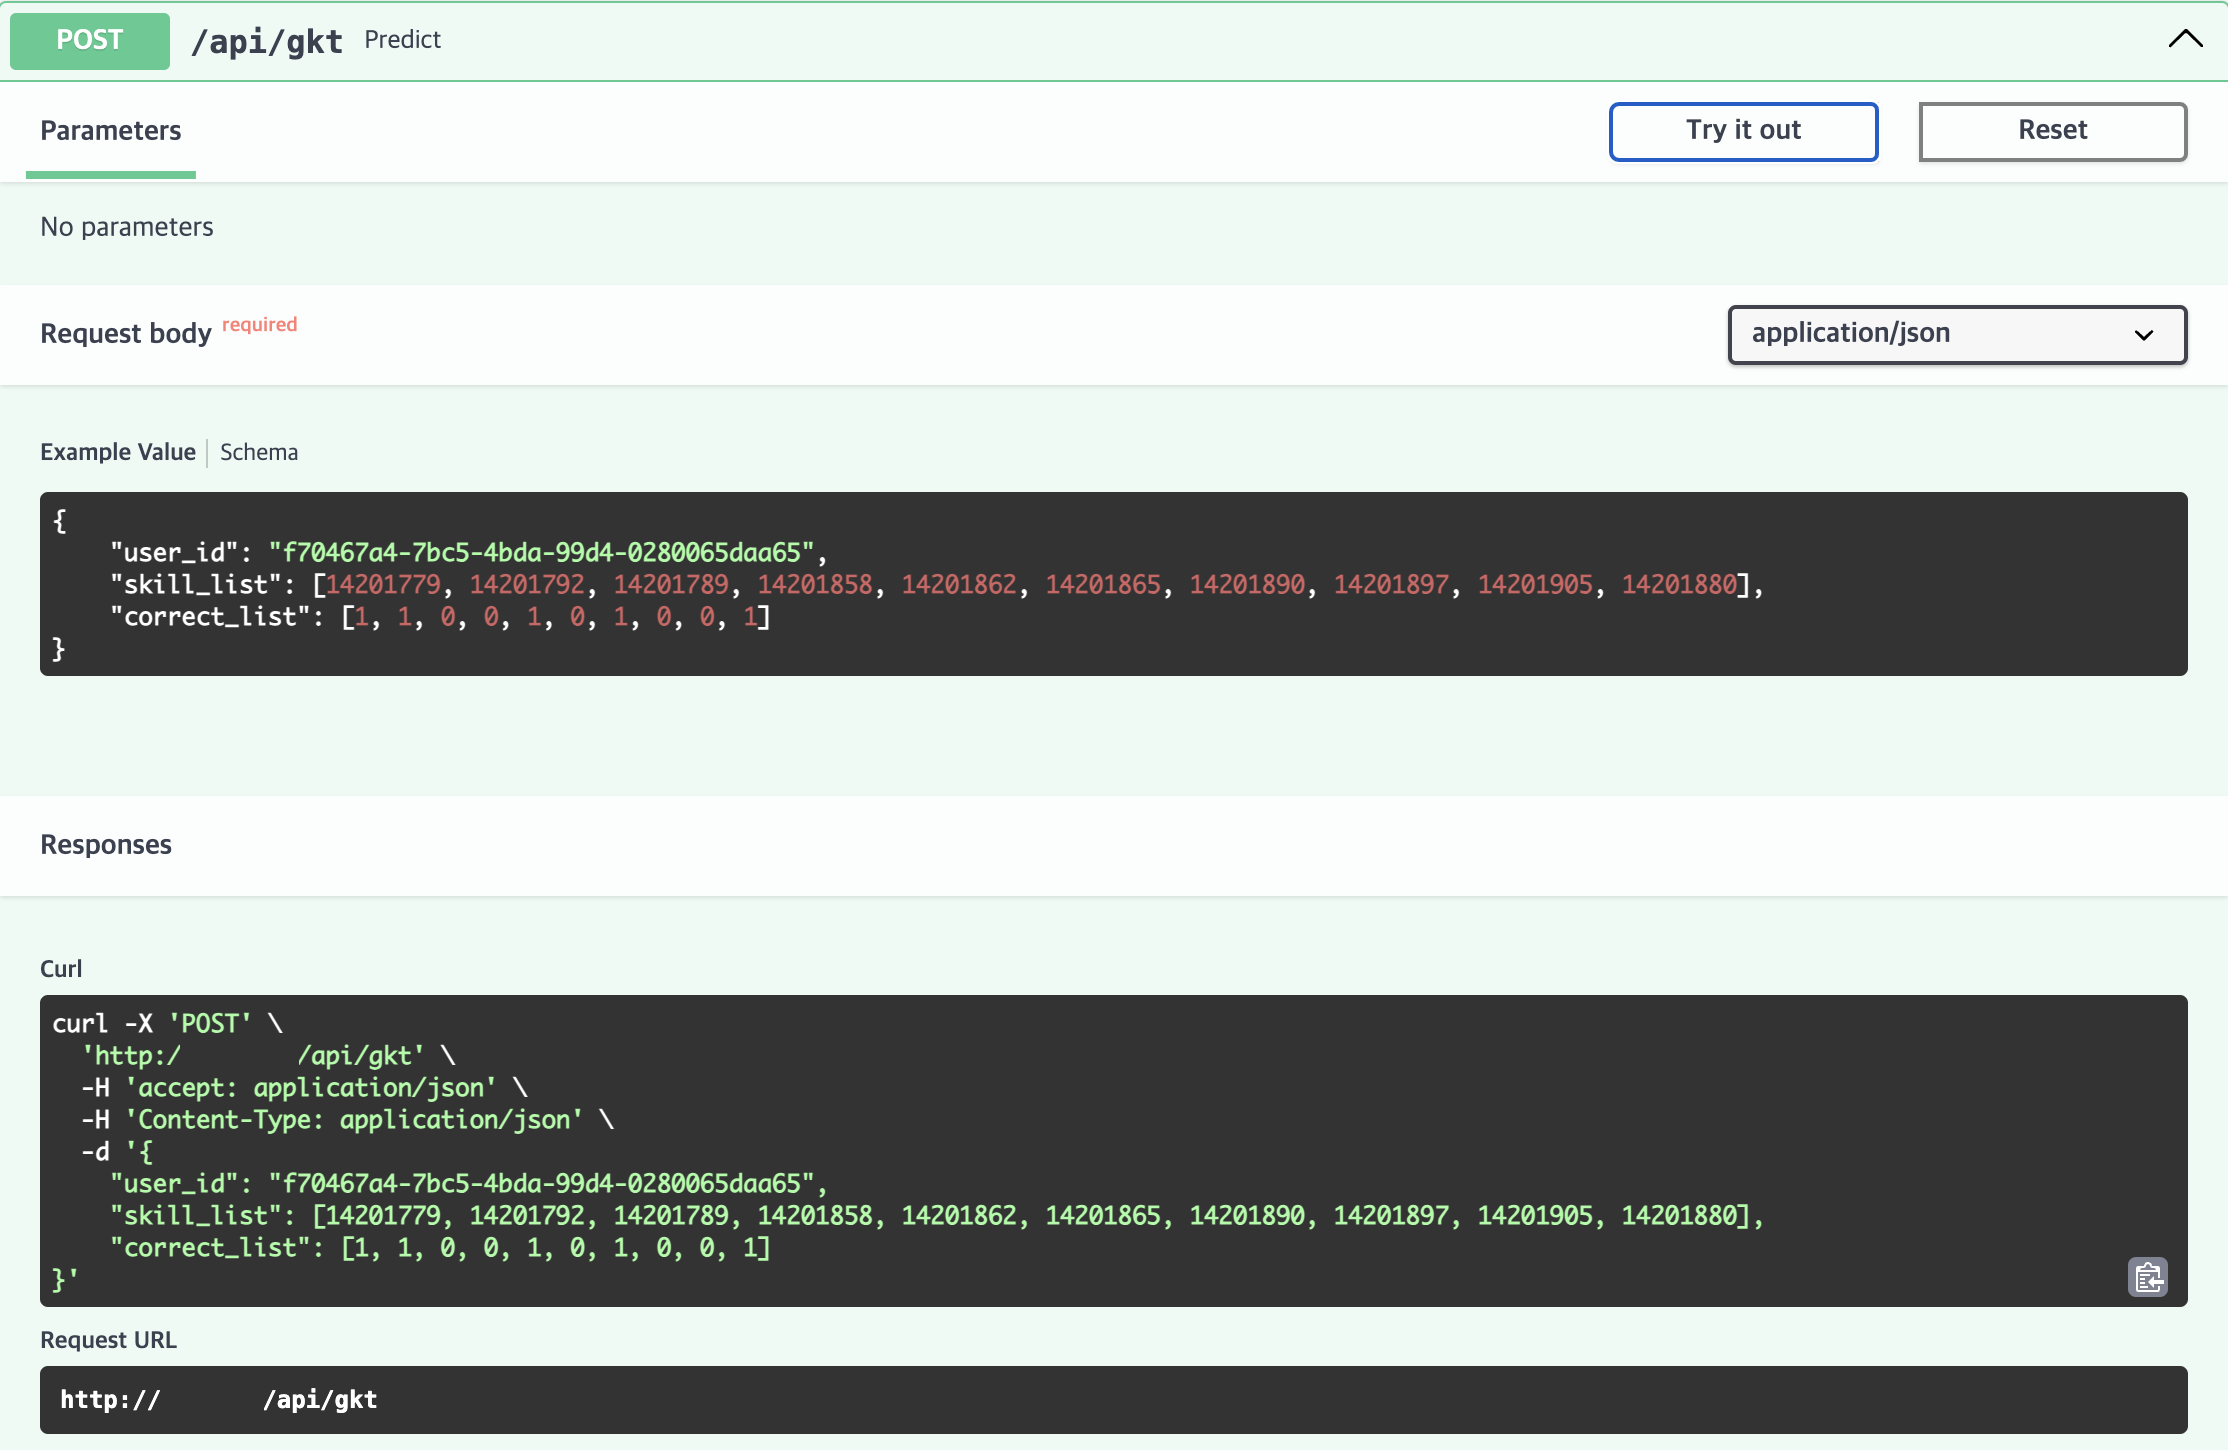 POST /api/gkt Predict
Parameters
Try it out
Reset
No parameters
Request body required
application/json
Example Value Schema
{
"user_id": "f70467a4-7bc5-4bda-99d4-0280065daa65",
"skill_list": [14201779, 14201792, 14201789, 14201858, 14201862, 14201865, 14201890, 14201897, 14201905, 14201880],
"correct_list": [1, 1, 0, 0, 1, 0, 1, 0, 0, 1]
}
Responses
Curl
curl -X 'POST' \
'http:/ /api/gkt' \
-H 'accept: application/json' \
-H 'Content-Type: application/json' \
-d '{
"user_id": "f70467a4-7bc5-4bda-99d4-0280065daa65",
"skill_list": [14201779, 14201792, 14201789, 14201858, 14201862, 14201865, 14201890, 14201897, 14201905, 14201880],
"correct_list": [1, 1, 0, 0, 1, 0, 1, 0, 0, 1]
}'
Request URL
http:// /api/gkt